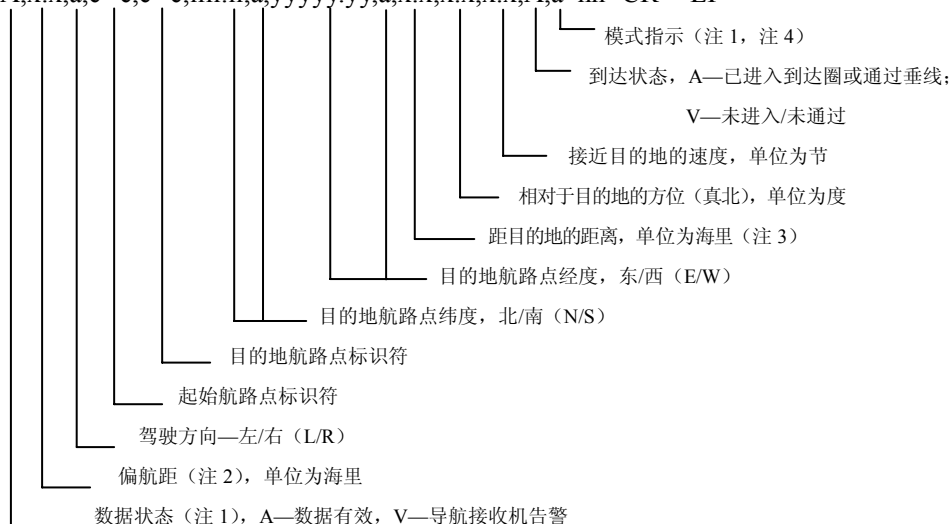 模式指示（注 1，注 4）
到达状态，A—已进入到达圈或通过垂线；
V—未进入/未通过
接近目的地的速度，单位为节
相对于目的地的方位（真北），单位为度
距目的地的距离，单位为海里（注 3）
目的地航路点经度，东/西（E/W）
目的地航路点纬度，北/南（N/S）
目的地航路点标识符
起始航路点标识符
驾驶方向—左/右（L/R）
偏航距（注 2），单位为海里
数据状态（注 1），A—数据有效，V—导航接收机告警